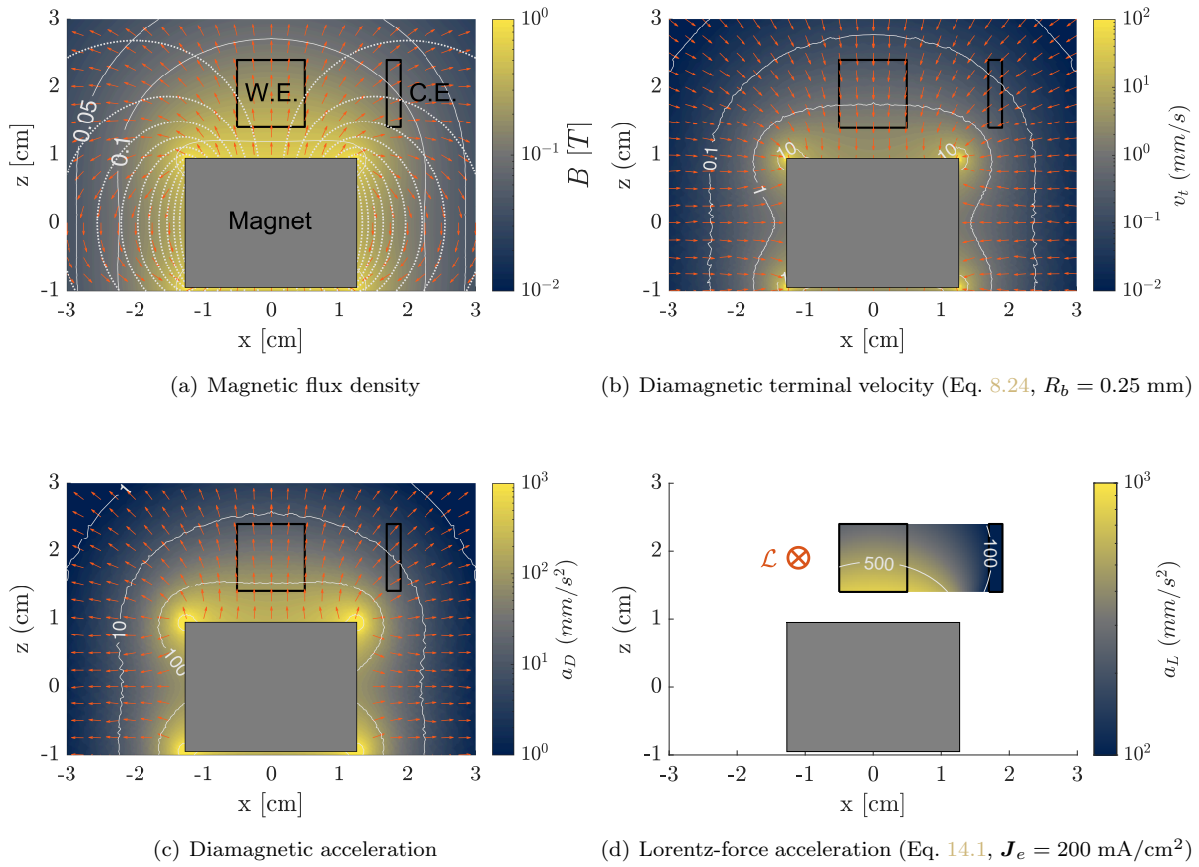 3
2
1
0
-1
z [cm]
-3 -2 -1 0 1 2 3
x [cm]
0.05
0.1
W.E.
C.E.
Magnet
10^0
10^-1
10^-2
B [T]
(a) Magnetic flux density
3
2
1
0
-1
z (cm)
-3 -2 -1 0 1 2 3
x [cm]
0.1
1
10
10
10^2
10^1
10^0
10^-1
10^-2
v_t (mm/s)
(b) Diamagnetic terminal velocity (Eq. 8.24, R_b = 0.25 mm)
3
2
1
0
-1
z (cm)
-3 -2 -1 0 1 2 3
x [cm]
1
10
100
10^3
10^2
10^1
10^0
a_D (mm/s^2)
(c) Diamagnetic acceleration
3
2
1
0
-1
z (cm)
-3 -2 -1 0 1 2 3
x [cm]
ℒ ⊗
500
100
10^3
10^2
a_L (mm/s^2)
(d) Lorentz-force acceleration (Eq. 14.1, J_e = 200 mA/cm^2)